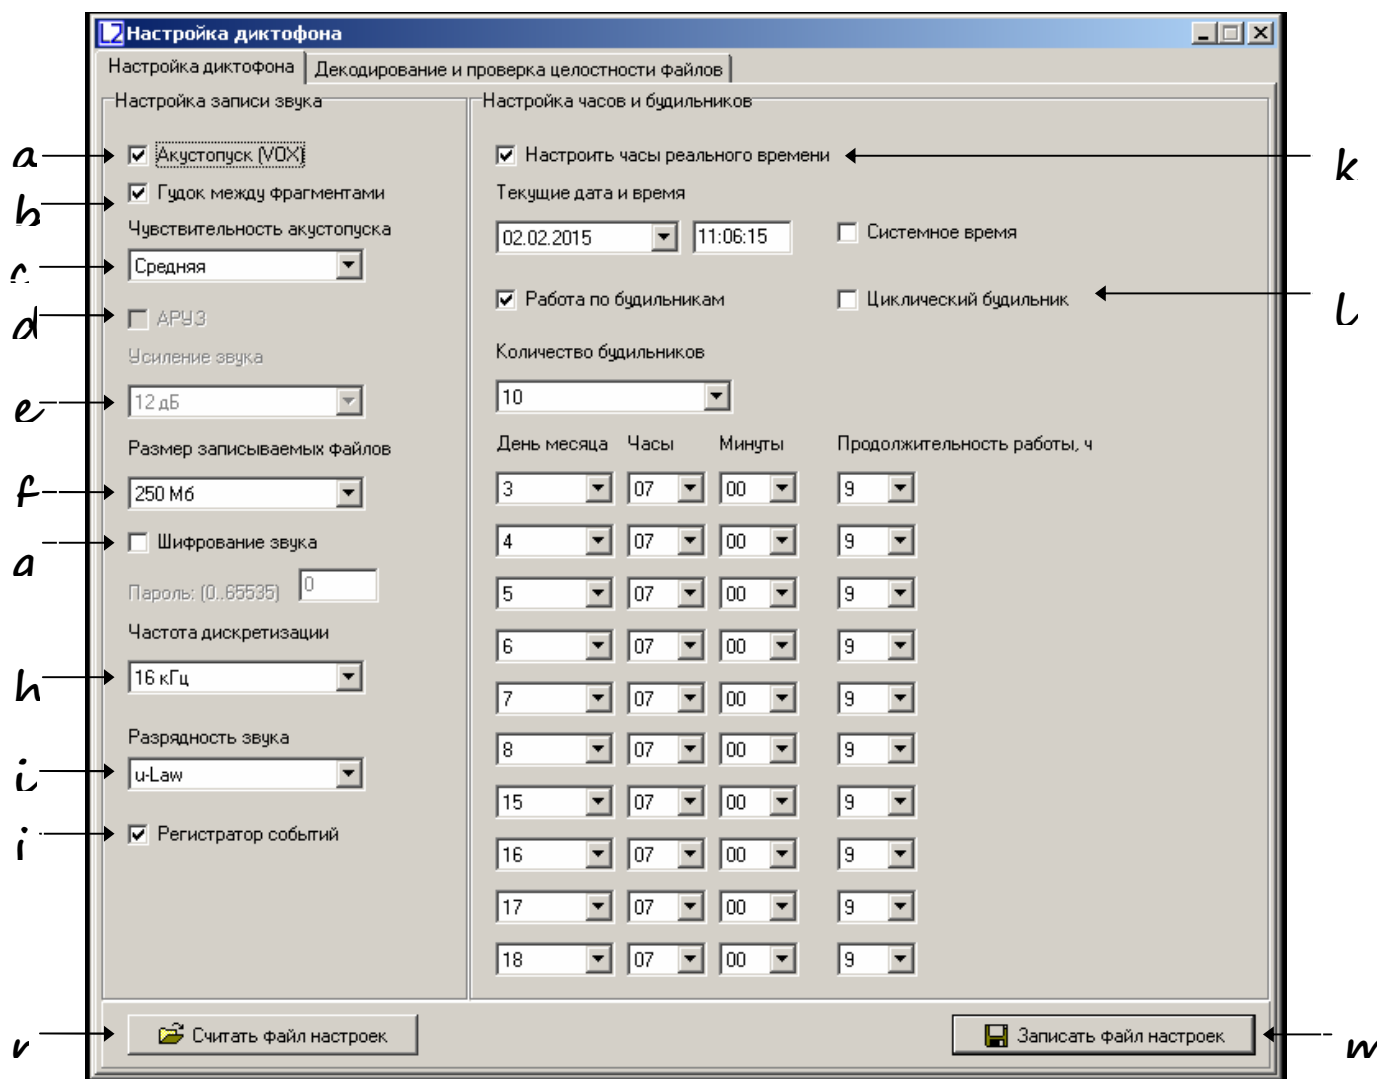 Настройка диктофона
Настройка диктофона
Декодирование и проверка целостности файлов
Настройка записи звука
Настройка часов и будильников
a
Акустопуск (VOX)
Настроить часы реального времени
k
b
Гудок между фрагментами
Текущие дата и время
Чувствительность акустопуска
02.02.2015 11:06:15
Системное время
c
Средняя
Работа по будильникам
Циклический будильник
l
d
АРУЗ
Усиление звука
Количество будильников
e
12 дБ
10
Размер записываемых файлов
День месяца Часы Минуты Продолжительность работы, ч
f
250 Мб
3 07 00 9
Шифрование звука
4 07 00 9
Пароль: (0..65535) 0
5 07 00 9
Частота дискретизации
6 07 00 9
h
16 кГц
7 07 00 9
Разрядность звука
8 07 00 9
i
u-Law
15 07 00 9
Регистратор событий
16 07 00 9
17 07 00 9
18 07 00 9
Считать файл настроек
Записать файл настроек
m